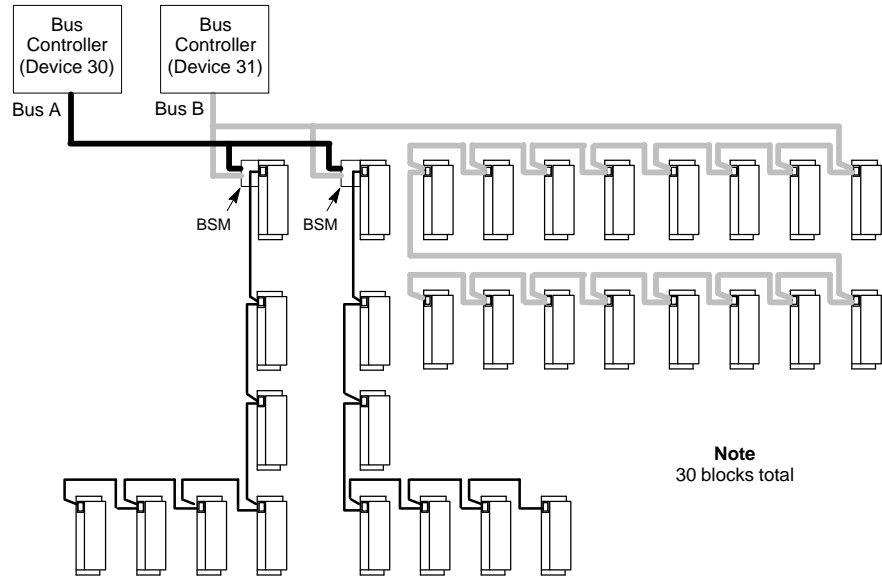 Bus
Controller
(Device 30)
Bus
Controller
(Device 31)
Bus A
Bus B
BSM
BSM
Note
30 blocks total